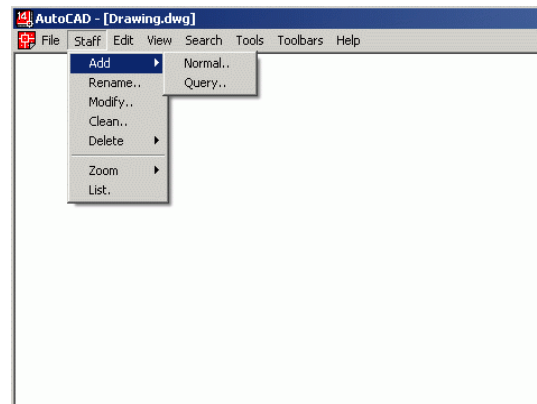 14 AutoCAD - [Drawing.dwg]
File Staff Edit View Search Tools Toolbars Help
Add
Normal..
Rename..
Query..
Modify..
Clean..
Delete
Zoom
List.